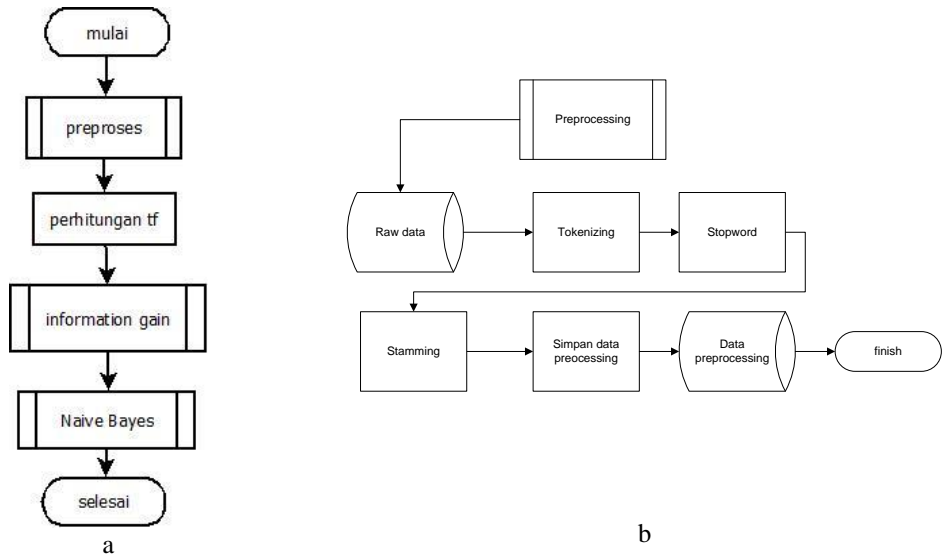 mulai
preproses
perhitungan tf
information gain
Naive Bayes
selesai
a
Preprocessing
Raw data
Tokenizing
Stopword
Stamming
Simpan data
preocessing
Data
preprocessing
finish
b